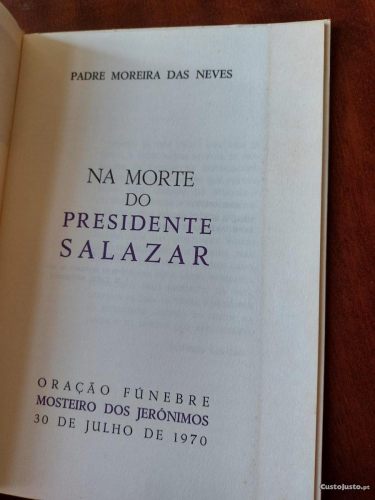 PADRE MOREIRA DAS NEVES
NA MORTE
DO
PRESIDENTE
SALAZAR
ORAÇÃO FÚNEBRE
MOSTEIRO DOS JERÓNIMOS
30 DE JULHO DE 1970
CustoJusto.pt